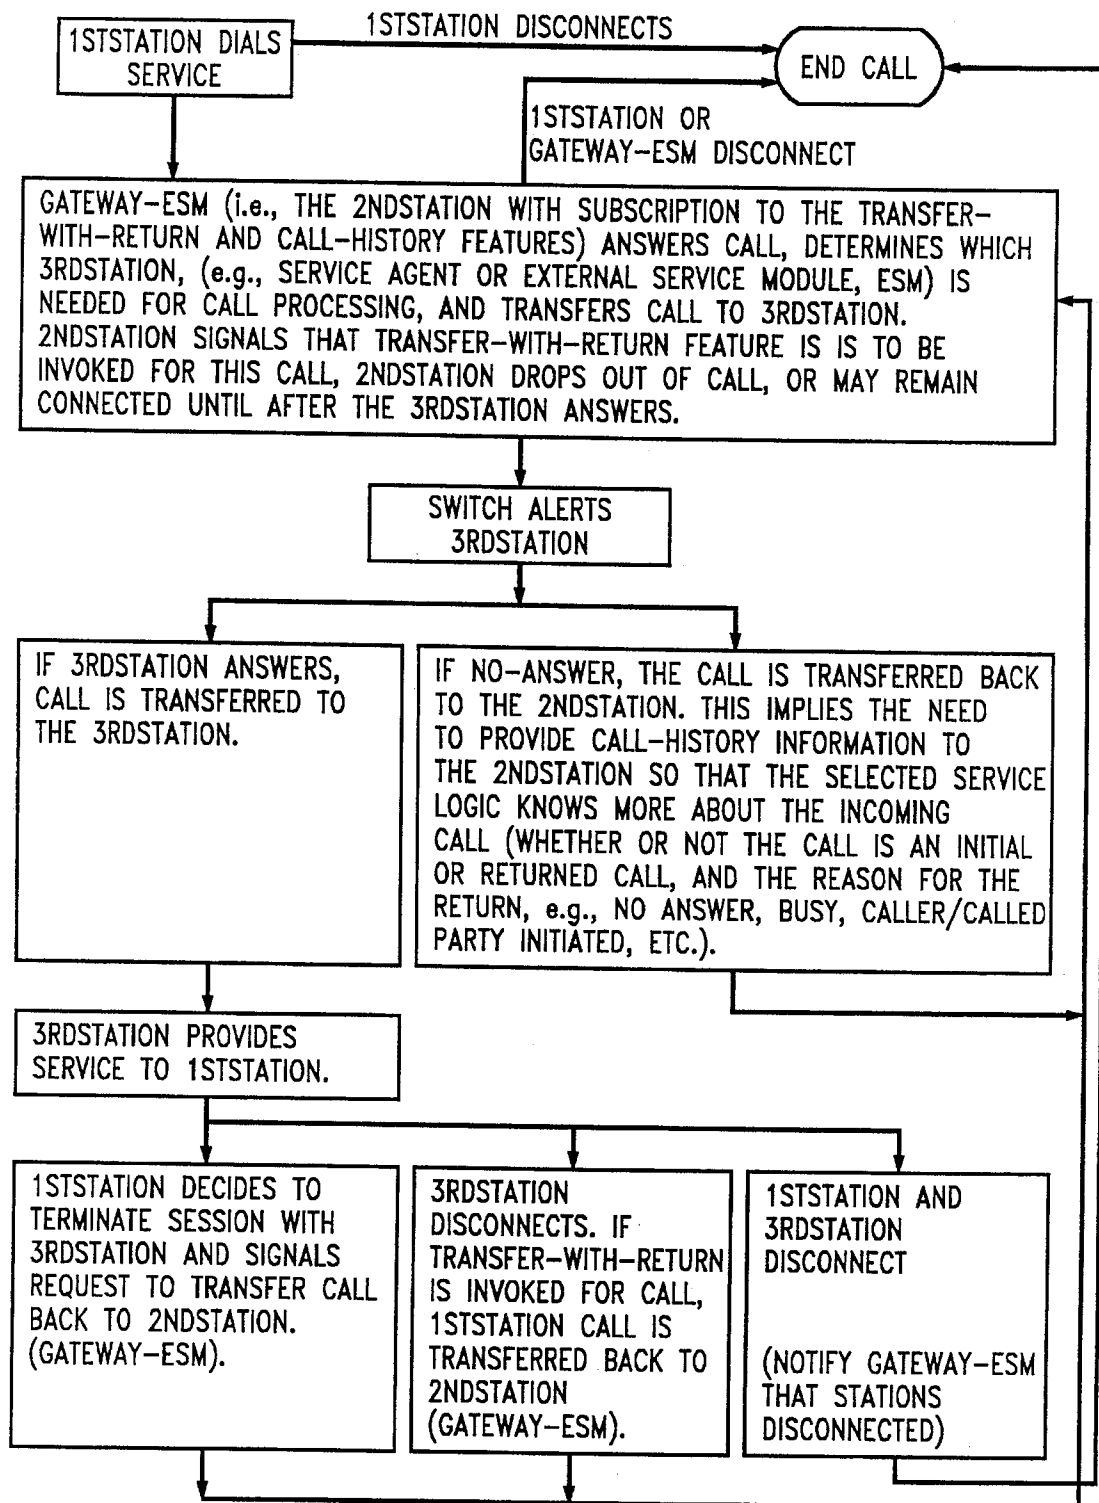 1STSTATION DIALS
SERVICE
1STSTATION DISCONNECTS
END CALL
1STSTATION OR
GATEWAY-ESM DISCONNECT
GATEWAY-ESM (i.e., THE 2NDSTATION WITH SUBSCRIPTION TO THE TRANSFER-
WITH-RETURN AND CALL-HISTORY FEATURES) ANSWERS CALL, DETERMINES WHICH
3RDSTATION, (e.g., SERVICE AGENT OR EXTERNAL SERVICE MODULE, ESM) IS
NEEDED FOR CALL PROCESSING, AND TRANSFERS CALL TO 3RDSTATION.
2NDSTATION SIGNALS THAT TRANSFER-WITH-RETURN FEATURE IS IS TO BE
INVOKED FOR THIS CALL, 2NDSTATION DROPS OUT OF CALL, OR MAY REMAIN
CONNECTED UNTIL AFTER THE 3RDSTATION ANSWERS.
SWITCH ALERTS
3RDSTATION
IF 3RDSTATION ANSWERS,
CALL IS TRANSFERRED TO
THE 3RDSTATION.
IF NO-ANSWER, THE CALL IS TRANSFERRED BACK
TO THE 2NDSTATION. THIS IMPLIES THE NEED
TO PROVIDE CALL-HISTORY INFORMATION TO
THE 2NDSTATION SO THAT THE SELECTED SERVICE
LOGIC KNOWS MORE ABOUT THE INCOMING
CALL (WHETHER OR NOT THE CALL IS AN INITIAL
OR RETURNED CALL, AND THE REASON FOR THE
RETURN, e.g., NO ANSWER, BUSY, CALLER/CALLED
PARTY INITIATED, ETC.).
3RDSTATION PROVIDES
SERVICE TO 1STSTATION.
1STSTATION DECIDES TO
TERMINATE SESSION WITH
3RDSTATION AND SIGNALS
REQUEST TO TRANSFER CALL
BACK TO 2NDSTATION.
(GATEWAY-ESM).
3RDSTATION
DISCONNECTS. IF
TRANSFER-WITH-RETURN
IS INVOKED FOR CALL,
1STSTATION CALL IS
TRANSFERRED BACK TO
2NDSTATION
(GATEWAY-ESM).
1STSTATION AND
3RDSTATION
DISCONNECT
(NOTIFY GATEWAY-ESM
THAT STATIONS
DISCONNECTED)